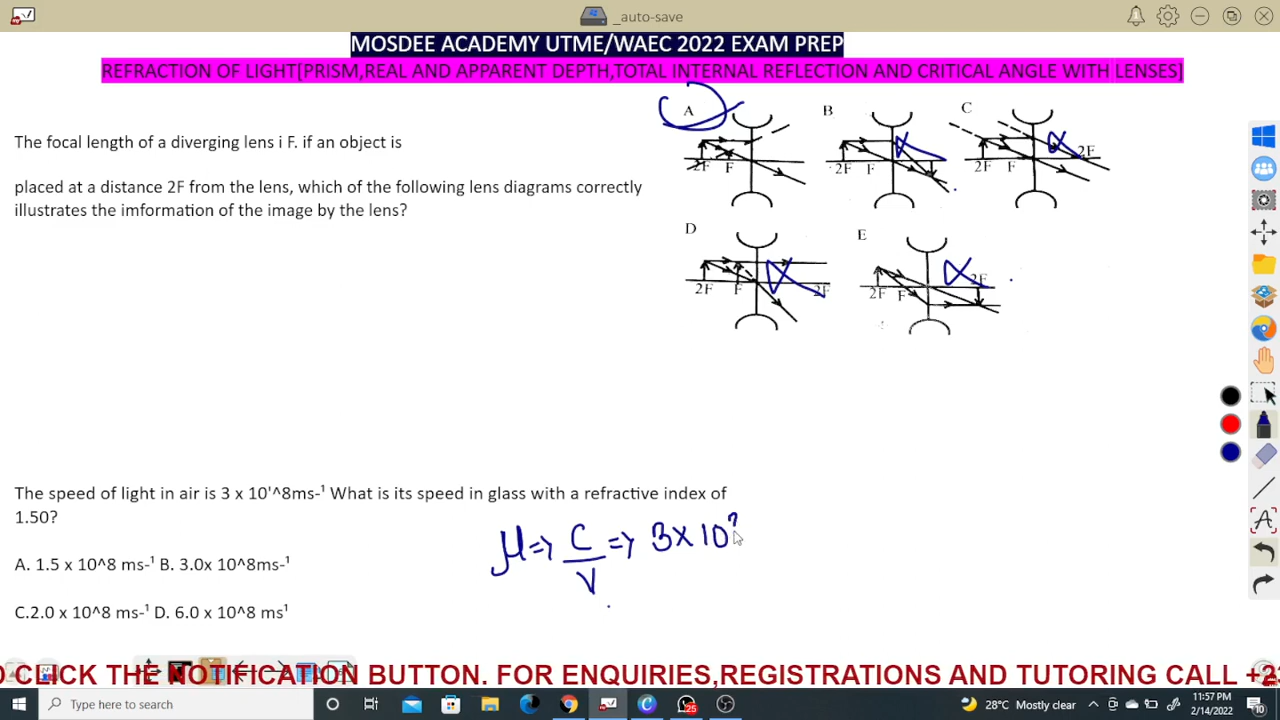 _auto-save
MOSDEE ACADEMY UTME/WAEC 2022 EXAM PREP
REFRACTION OF LIGHT[PRISM,REAL AND APPARENT DEPTH,TOTAL INTERNAL REFLECTION AND CRITICAL ANGLE WITH LENSES]
The focal length of a diverging lens i F. if an object is
placed at a distance 2F from the lens, which of the following lens diagrams correctly
illustrates the imformation of the image by the lens?
A
2F F
B
2F F
C
2F F 2F
D
2F F 2F
E
2F F 2F
The speed of light in air is 3 x 10'^8ms-¹ What is its speed in glass with a refractive index of
1.50?
μ => C/V => 3 x 10
A. 1.5 x 10^8 ms-¹ B. 3.0x 10^8ms-¹
C.2.0 x 10^8 ms-¹ D. 6.0 x 10^8 ms¹
CLICK THE NOTIFICATION BUTTON. FOR ENQUIRIES,REGISTRATIONS AND TUTORING CALL
Type here to search
25
28°C Mostly clear
11:57 PM
2/14/2022
10